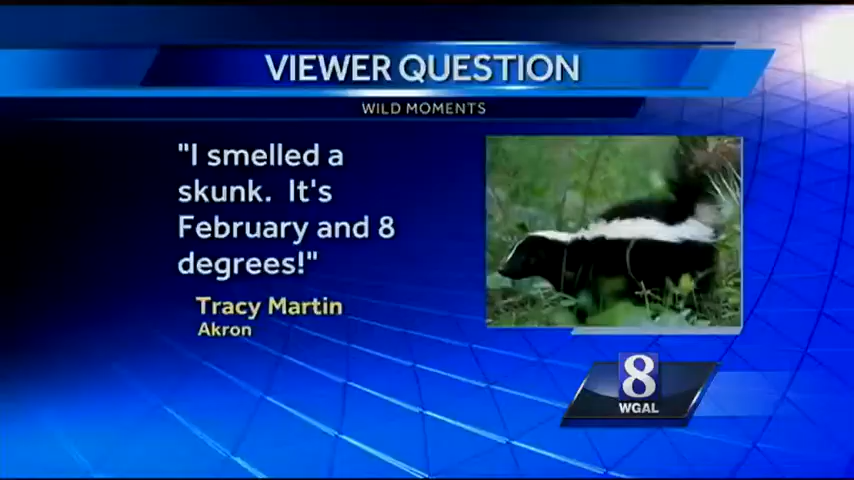 VIEWER QUESTION
WILD MOMENTS
"I smelled a
skunk. It's
February and 8
degrees!"
Tracy Martin
Akron
8
WGAL